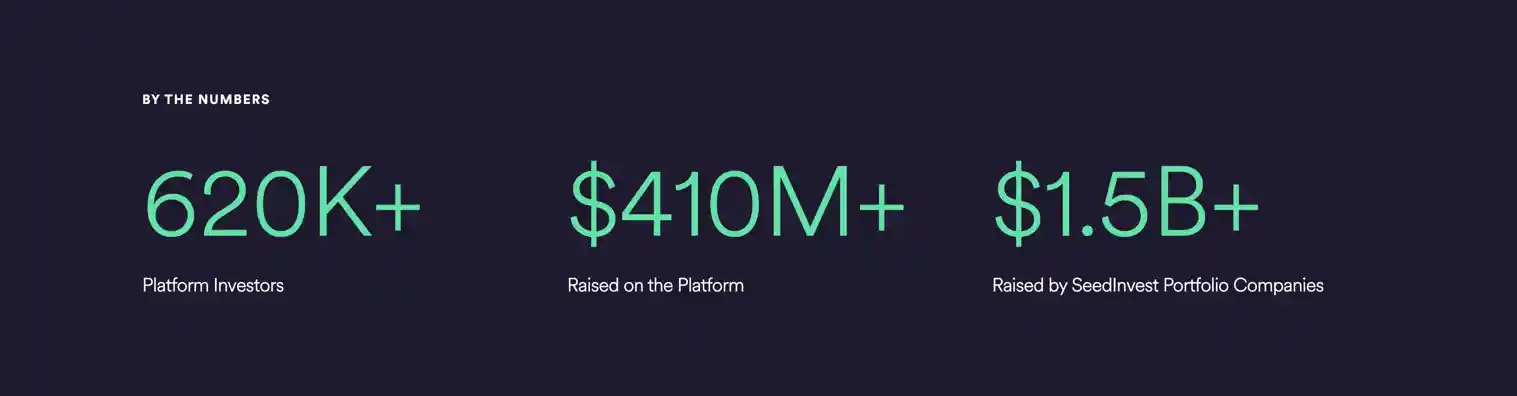 BY THE NUMBERS
620K+ $410M+ $1.5B+
Platform Investors Raised on the Platform Raised by SeedInvest Portfolio Companies